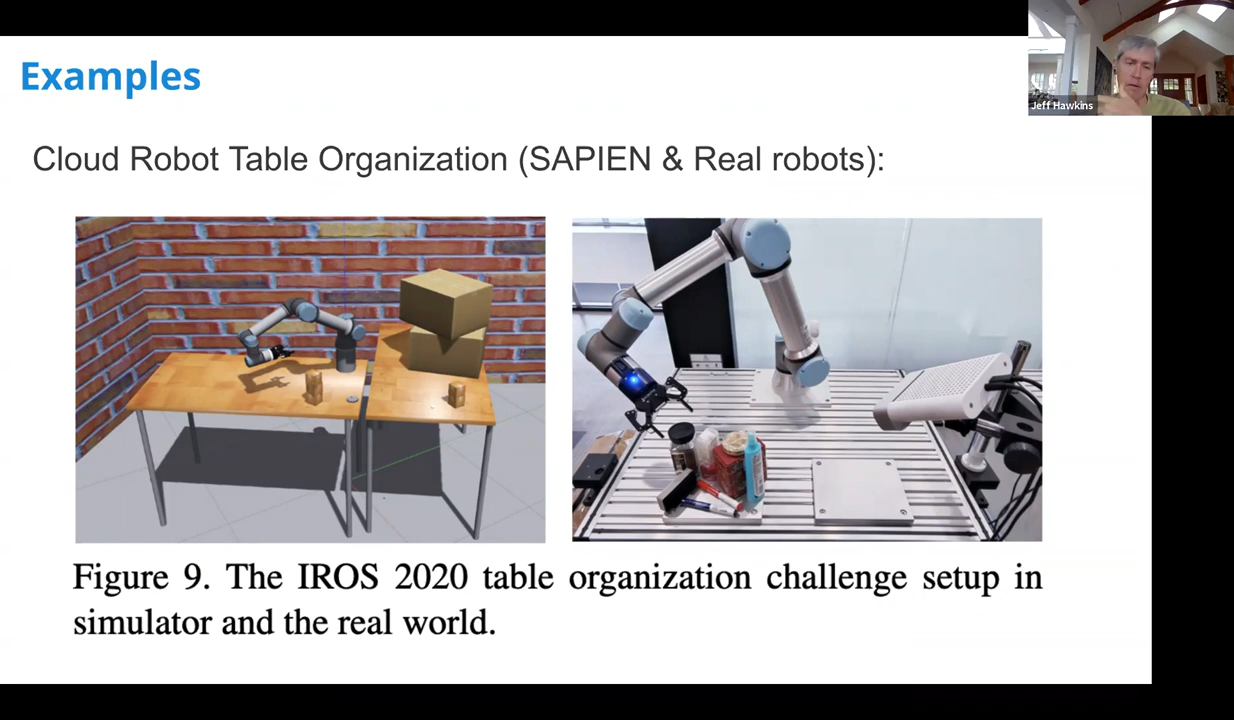 Examples
Jeff Hawkins
Cloud Robot Table Organization (SAPIEN & Real robots):
Figure 9. The IROS 2020 table organization challenge setup in
simulator and the real world.